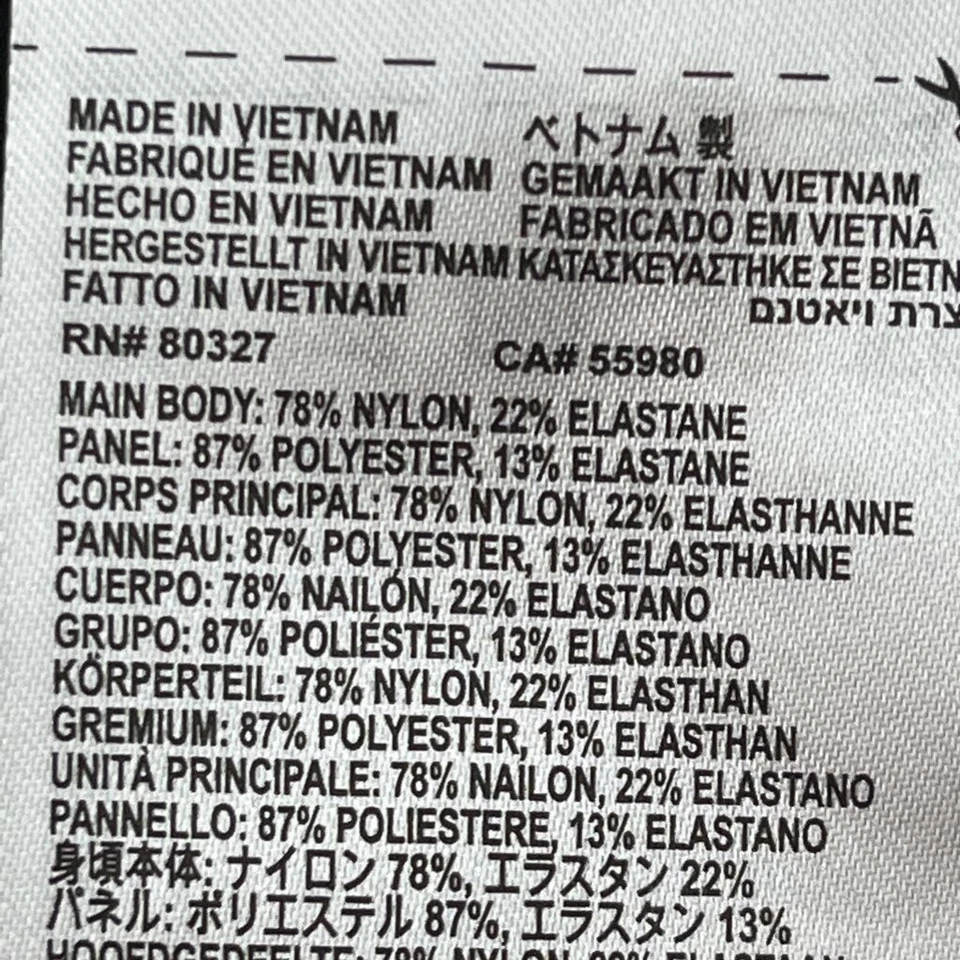 MADE IN VIETNAM
FABRIQUÉ EN VIETNAM
HECHO EN VIETNAM
HERGESTELLT IN VIETNAM
FATTO IN VIETNAM
ベトナム 製
GEMAAKT IN VIETNAM
FABRICADO EM VIETNÃ
ΚΑΤΑΣΚΕΥΑΣΤΗΚΕ ΣΕ
ויאטנם
RN# 80327 CA# 55980
MAIN BODY: 78% NYLON, 22% ELASTANE
PANEL: 87% POLYESTER, 13% ELASTANE
CORPS PRINCIPAL: 78% NYLON, 22% ELASTHANNE
PANNEAU: 87% POLYESTER, 13% ELASTHANNE
CUERPO: 78% NAILÓN, 22% ELASTANO
GRUPO: 87% POLIÉSTER, 13% ELASTANO
KÖRPERTEIL: 78% NYLON, 22% ELASTHAN
GREMIUM: 87% POLYESTER, 13% ELASTHAN
UNITÀ PRINCIPALE: 78% NAILON, 22% ELASTANO
PANNELLO: 87% POLIESTERE, 13% ELASTANO
身頃本体: ナイロン 78%, エラスタン 22%
パネル: ポリエステル 87%, エラスタン 13%